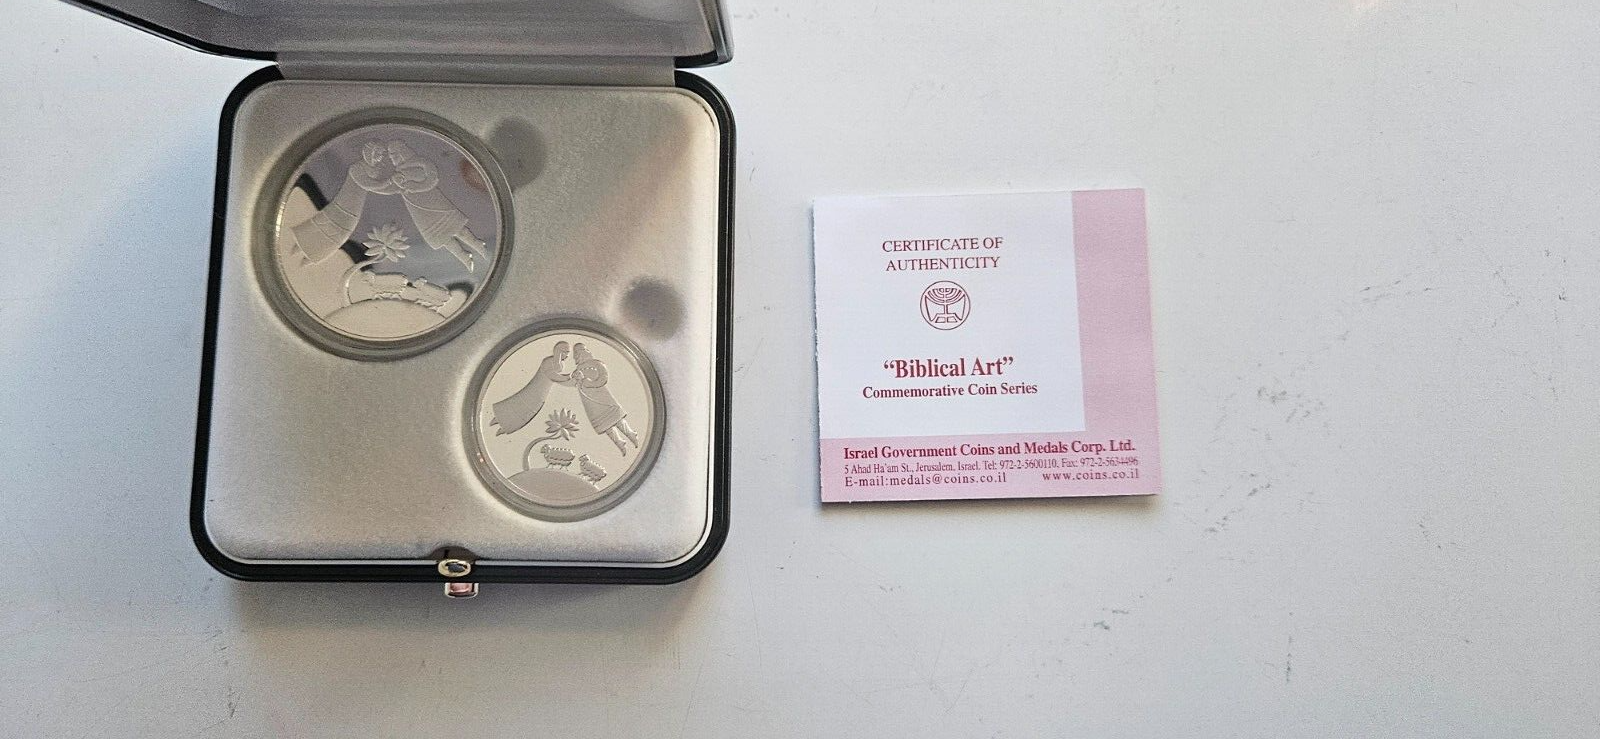 CERTIFICATE OF
AUTHENTICITY
“Biblical Art”
Commemorative Coin Series
Israel Government Coins and Medals Corp. Ltd.
5 Ahad Ha'am St., Jerusalem, Israel. Tel: 972-2-5600110, Fax: 972-2-5634496
E-mail:medals@coins.co.il www.coins.co.il